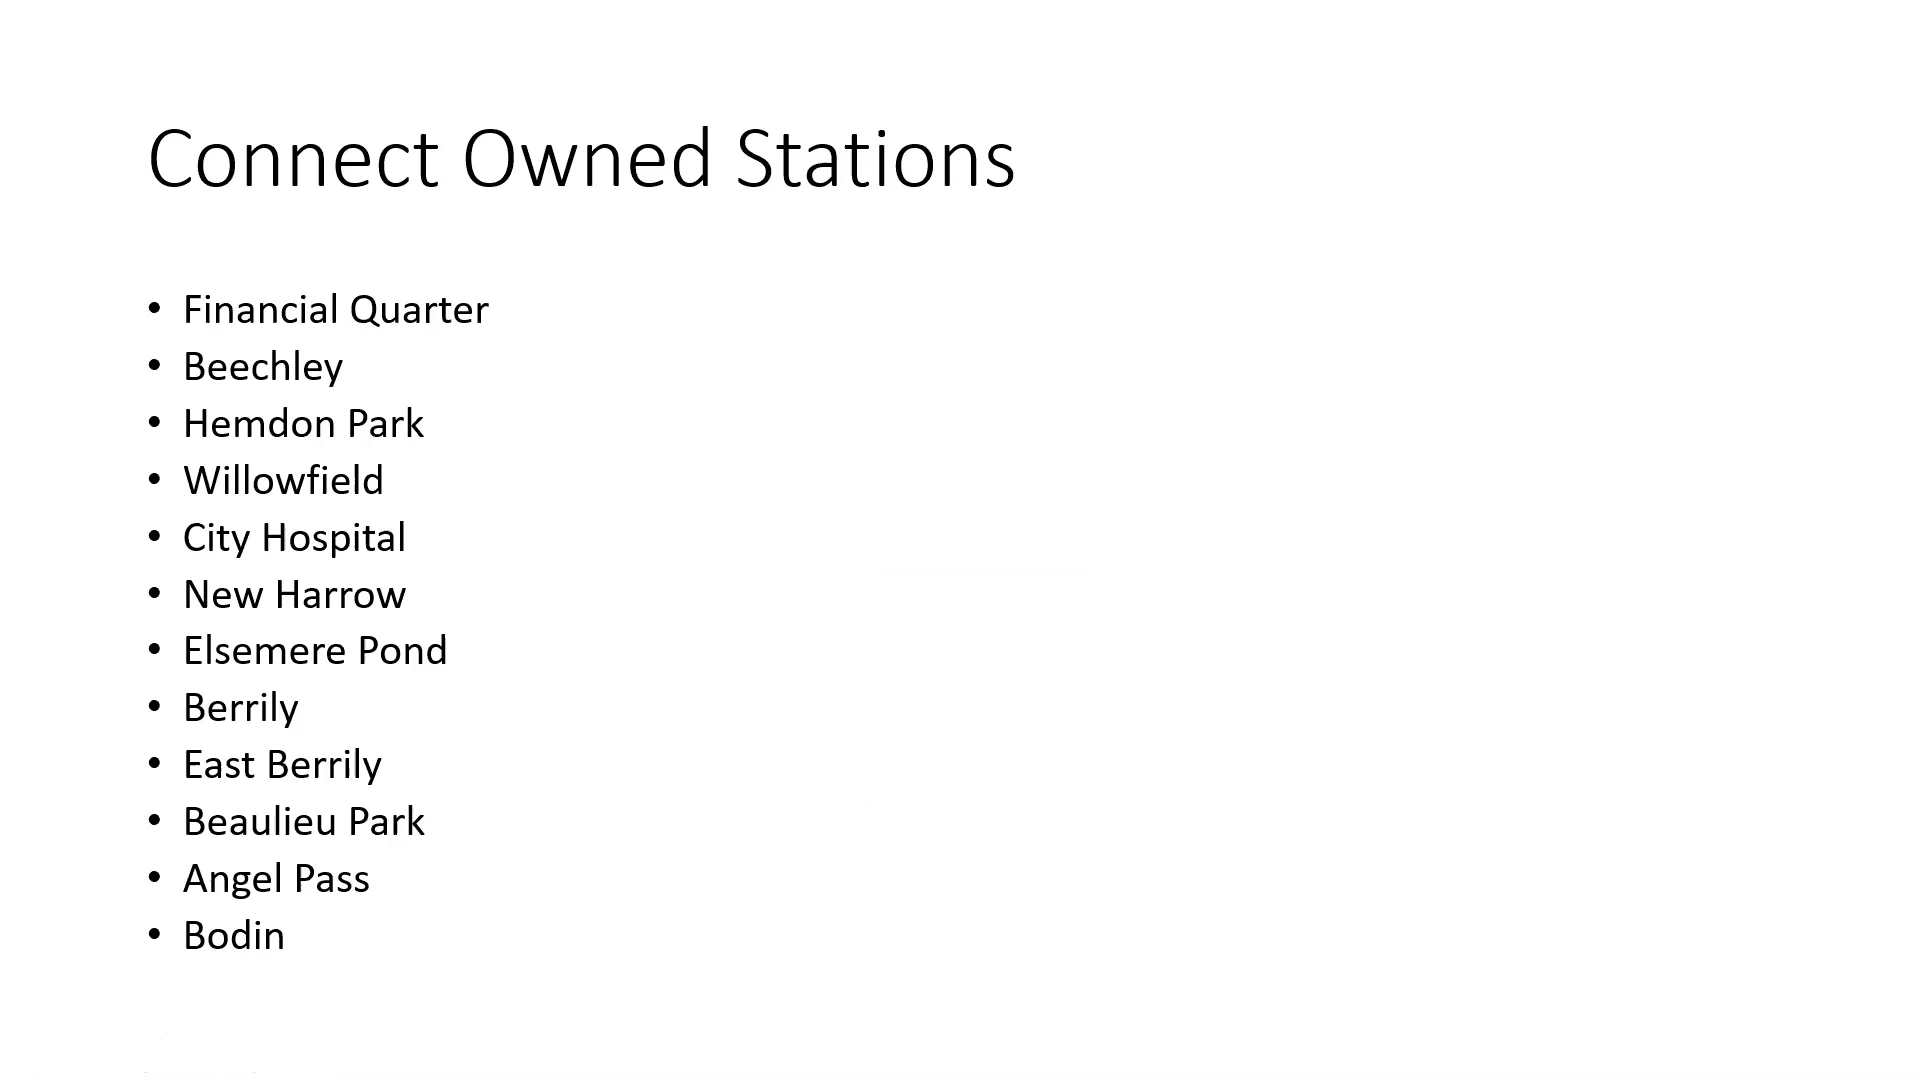 Connect Owned Stations
• Financial Quarter
• Beechley
• Hemdon Park
• Willowfield
• City Hospital
• New Harrow
• Elsemere Pond
• Berrily
• East Berrily
• Beaulieu Park
• Angel Pass
• Bodin